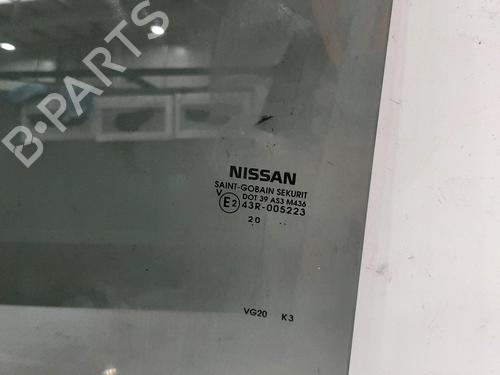 B-PARTS
NISSAN
SAINT-GOBAIN SEKURIT
V DOT 39 AS3 M436
E2 43R-005223
20
VG20 K3